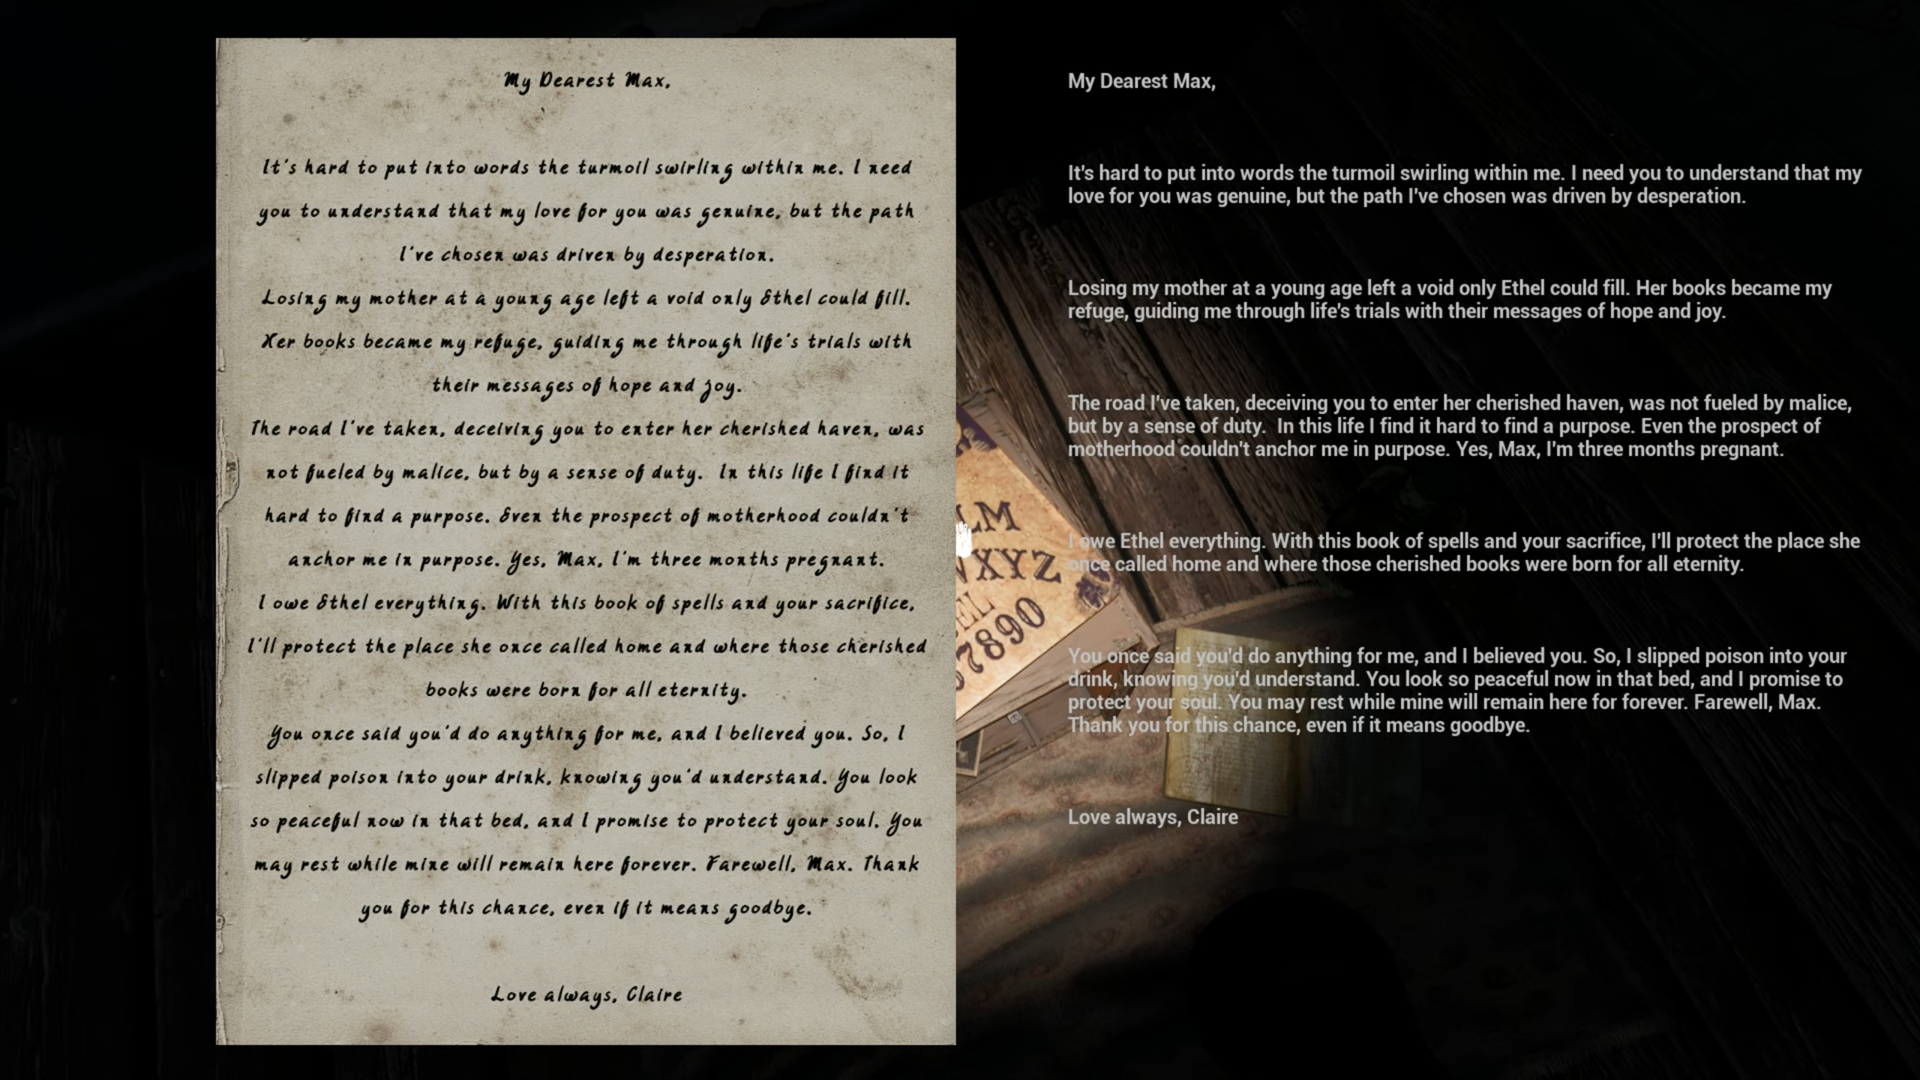 My Dearest Max,
It's hard to put into words the turmoil swirling within me. I need
you to understand that my love for you was genuine, but the path
I've chosen was driven by desperation.
Losing my mother at a young age left a void only Ethel could fill.
Her books became my refuge, guiding me through life's trials with
their messages of hope and joy.
The road I've taken, deceiving you to enter her cherished haven, was
not fueled by malice, but by a sense of duty.  In this life I find it
hard to find a purpose. Even the prospect of motherhood couldn't
anchor me in purpose. Yes, Max, I'm three months pregnant.
I owe Ethel everything. With this book of spells and your sacrifice,
I'll protect the place she once called home and where those cherished
books were born for all eternity.
You once said you'd do anything for me, and I believed you. So, I
slipped poison into your drink, knowing you'd understand. You look
so peaceful now in that bed, and I promise to protect your soul. You
may rest while mine will remain here forever. Farewell, Max. Thank
you for this chance, even if it means goodbye.
Love always, Claire
My Dearest Max,
It's hard to put into words the turmoil swirling within me. I need you to understand that my
love for you was genuine, but the path I've chosen was driven by desperation.
Losing my mother at a young age left a void only Ethel could fill. Her books became my
refuge, guiding me through life's trials with their messages of hope and joy.
The road I've taken, deceiving you to enter her cherished haven, was not fueled by malice,
but by a sense of duty.  In this life I find it hard to find a purpose. Even the prospect of
motherhood couldn't anchor me in purpose. Yes, Max, I'm three months pregnant.
I owe Ethel everything. With this book of spells and your sacrifice, I'll protect the place she
once called home and where those cherished books were born for all eternity.
You once said you'd do anything for me, and I believed you. So, I slipped poison into your
drink, knowing you'd understand. You look so peaceful now in that bed, and I promise to
protect your soul. You may rest while mine will remain here for forever. Farewell, Max.
Thank you for this chance, even if it means goodbye.
Love always, Claire
LM
WXYZ
7890